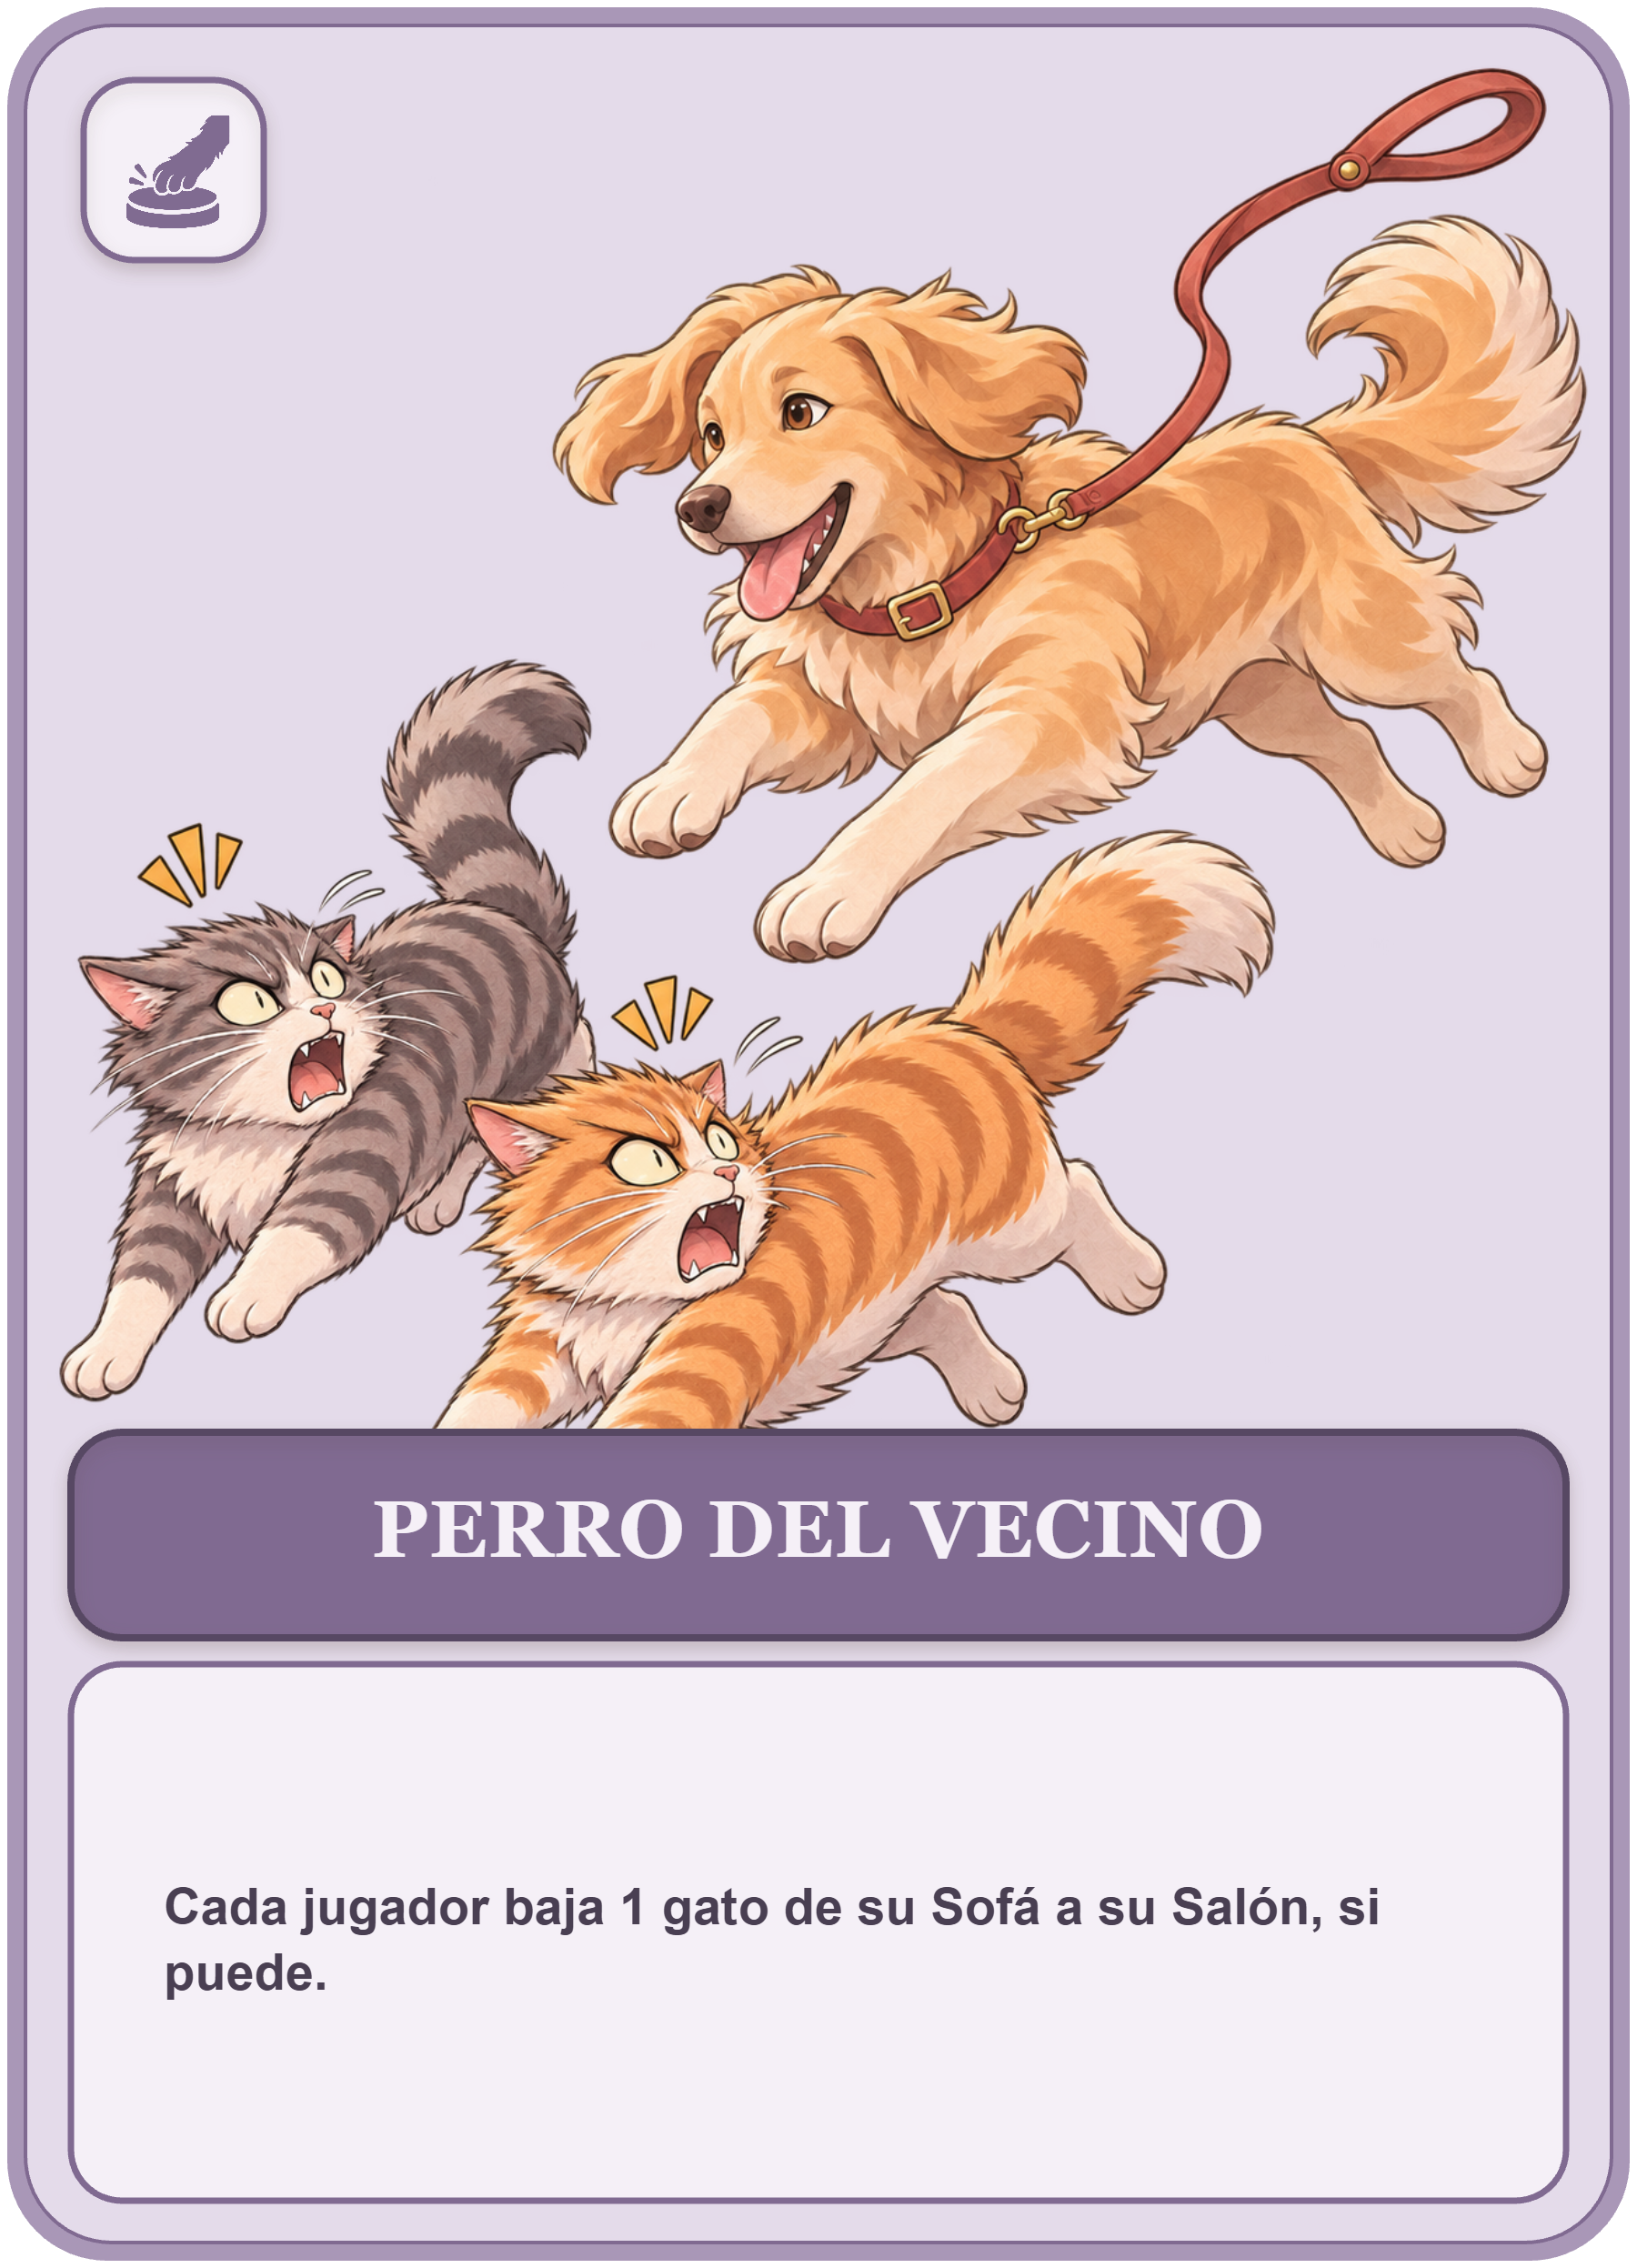 PERRO DEL VECINO
Cada jugador baja 1 gato de su Sofá a su Salón, si
puede.